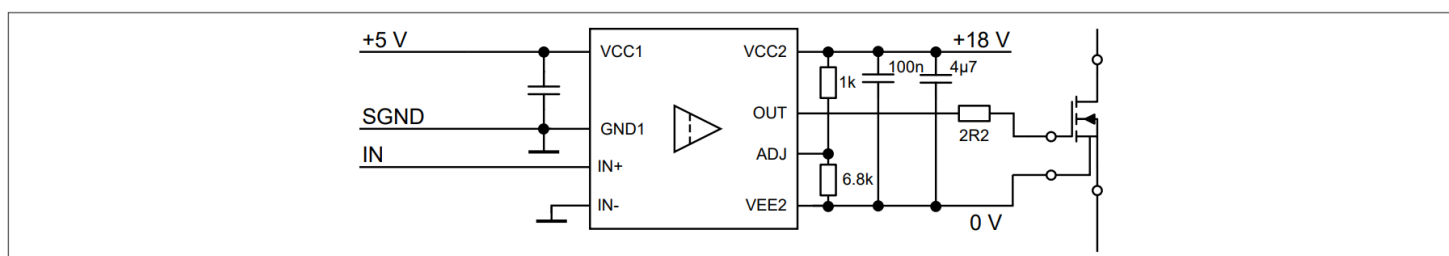 +5 V
VCC1
VCC2
+18 V
1k
100n
4µ7
SGND
GND1
OUT
2R2
IN
IN+
ADJ
6.8k
IN-
VEE2
0 V